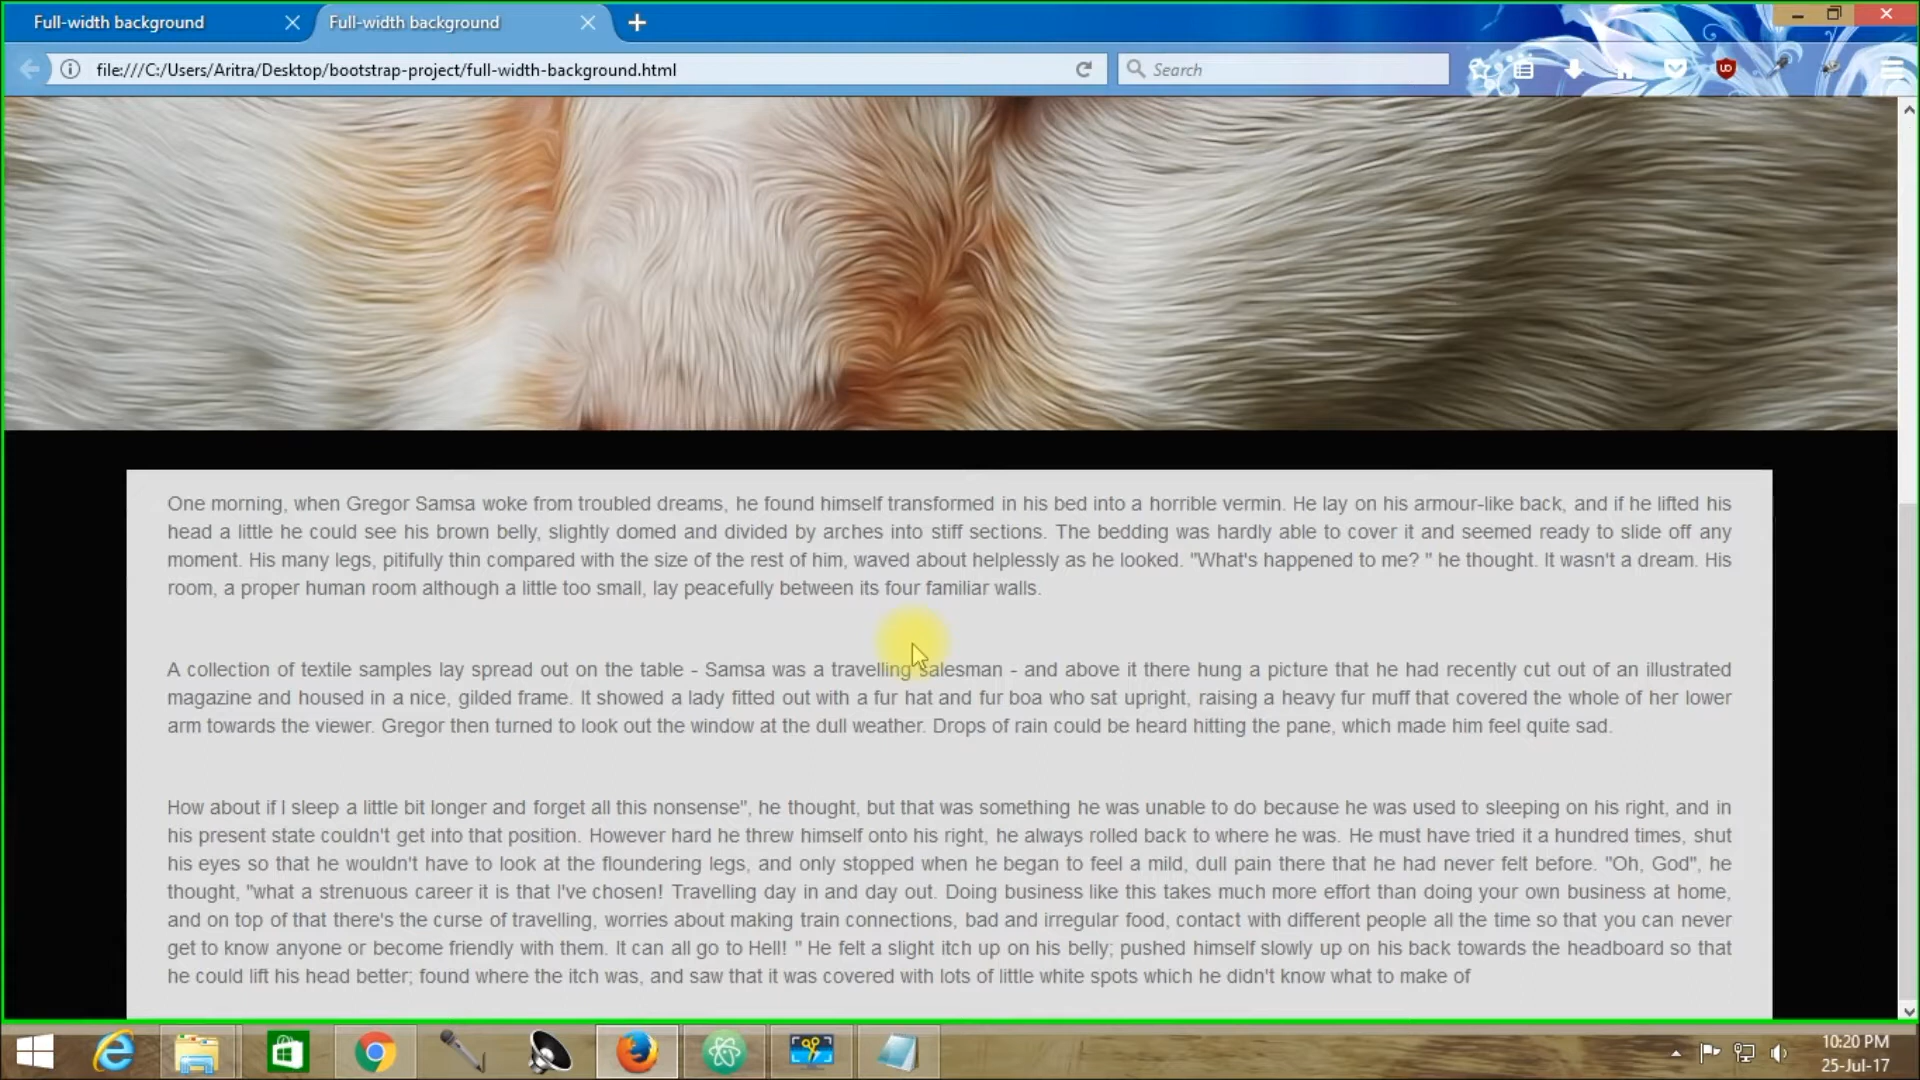 Full-width background
Full-width background
file:///C:/Users/Aritra/Desktop/bootstrap-project/full-width-background.html
Search
One morning, when Gregor Samsa woke from troubled dreams, he found himself transformed in his bed into a horrible vermin. He lay on his armour-like back, and if he lifted his
head a little he could see his brown belly, slightly domed and divided by arches into stiff sections. The bedding was hardly able to cover it and seemed ready to slide off any
moment. His many legs, pitifully thin compared with the size of the rest of him, waved about helplessly as he looked. "What's happened to me? " he thought. It wasn't a dream. His
room, a proper human room although a little too small, lay peacefully between its four familiar walls.
A collection of textile samples lay spread out on the table - Samsa was a travelling salesman - and above it there hung a picture that he had recently cut out of an illustrated
magazine and housed in a nice, gilded frame. It showed a lady fitted out with a fur hat and fur boa who sat upright, raising a heavy fur muff that covered the whole of her lower
arm towards the viewer. Gregor then turned to look out the window at the dull weather. Drops of rain could be heard hitting the pane, which made him feel quite sad.
How about if I sleep a little bit longer and forget all this nonsense", he thought, but that was something he was unable to do because he was used to sleeping on his right, and in
his present state couldn't get into that position. However hard he threw himself onto his right, he always rolled back to where he was. He must have tried it a hundred times, shut
his eyes so that he wouldn't have to look at the floundering legs, and only stopped when he began to feel a mild, dull pain there that he had never felt before. "Oh, God", he
thought, "what a strenuous career it is that I've chosen! Travelling day in and day out. Doing business like this takes much more effort than doing your own business at home,
and on top of that there's the curse of travelling, worries about making train connections, bad and irregular food, contact with different people all the time so that you can never
get to know anyone or become friendly with them. It can all go to Hell! " He felt a slight itch up on his belly; pushed himself slowly up on his back towards the headboard so that
he could lift his head better; found where the itch was, and saw that it was covered with lots of little white spots which he didn't know what to make of
10:20 PM
25-Jul-17